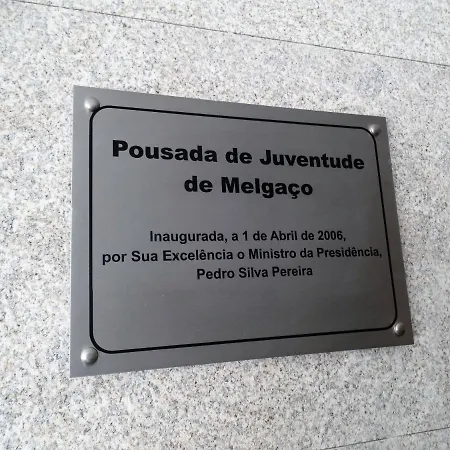 Pousada de Juventude
de Melgaço
Inaugurada, a 1 de Abril de 2006,
por Sua Excelência o Ministro da Presidência,
Pedro Silva Pereira